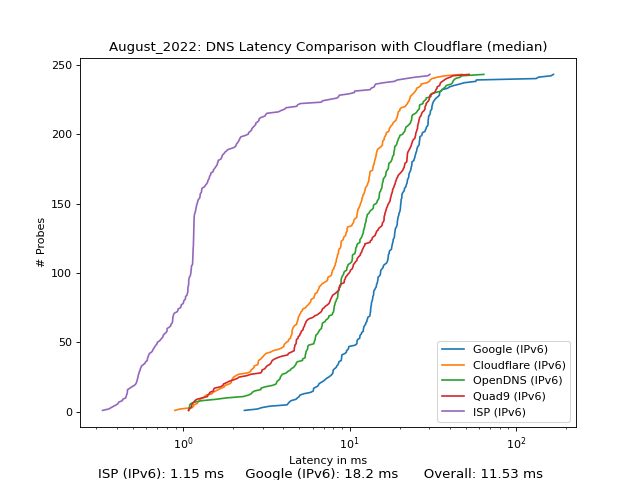 August_2022: DNS Latency Comparison with Cloudflare (median)
250
200
150
100
50
0
# Probes
Google (IPv6)
Cloudflare (IPv6)
OpenDNS (IPv6)
Quad9 (IPv6)
ISP (IPv6)
10⁰ 10¹ 10²
Latency in ms
ISP (IPv6): 1.15 ms Google (IPv6): 18.2 ms Overall: 11.53 ms